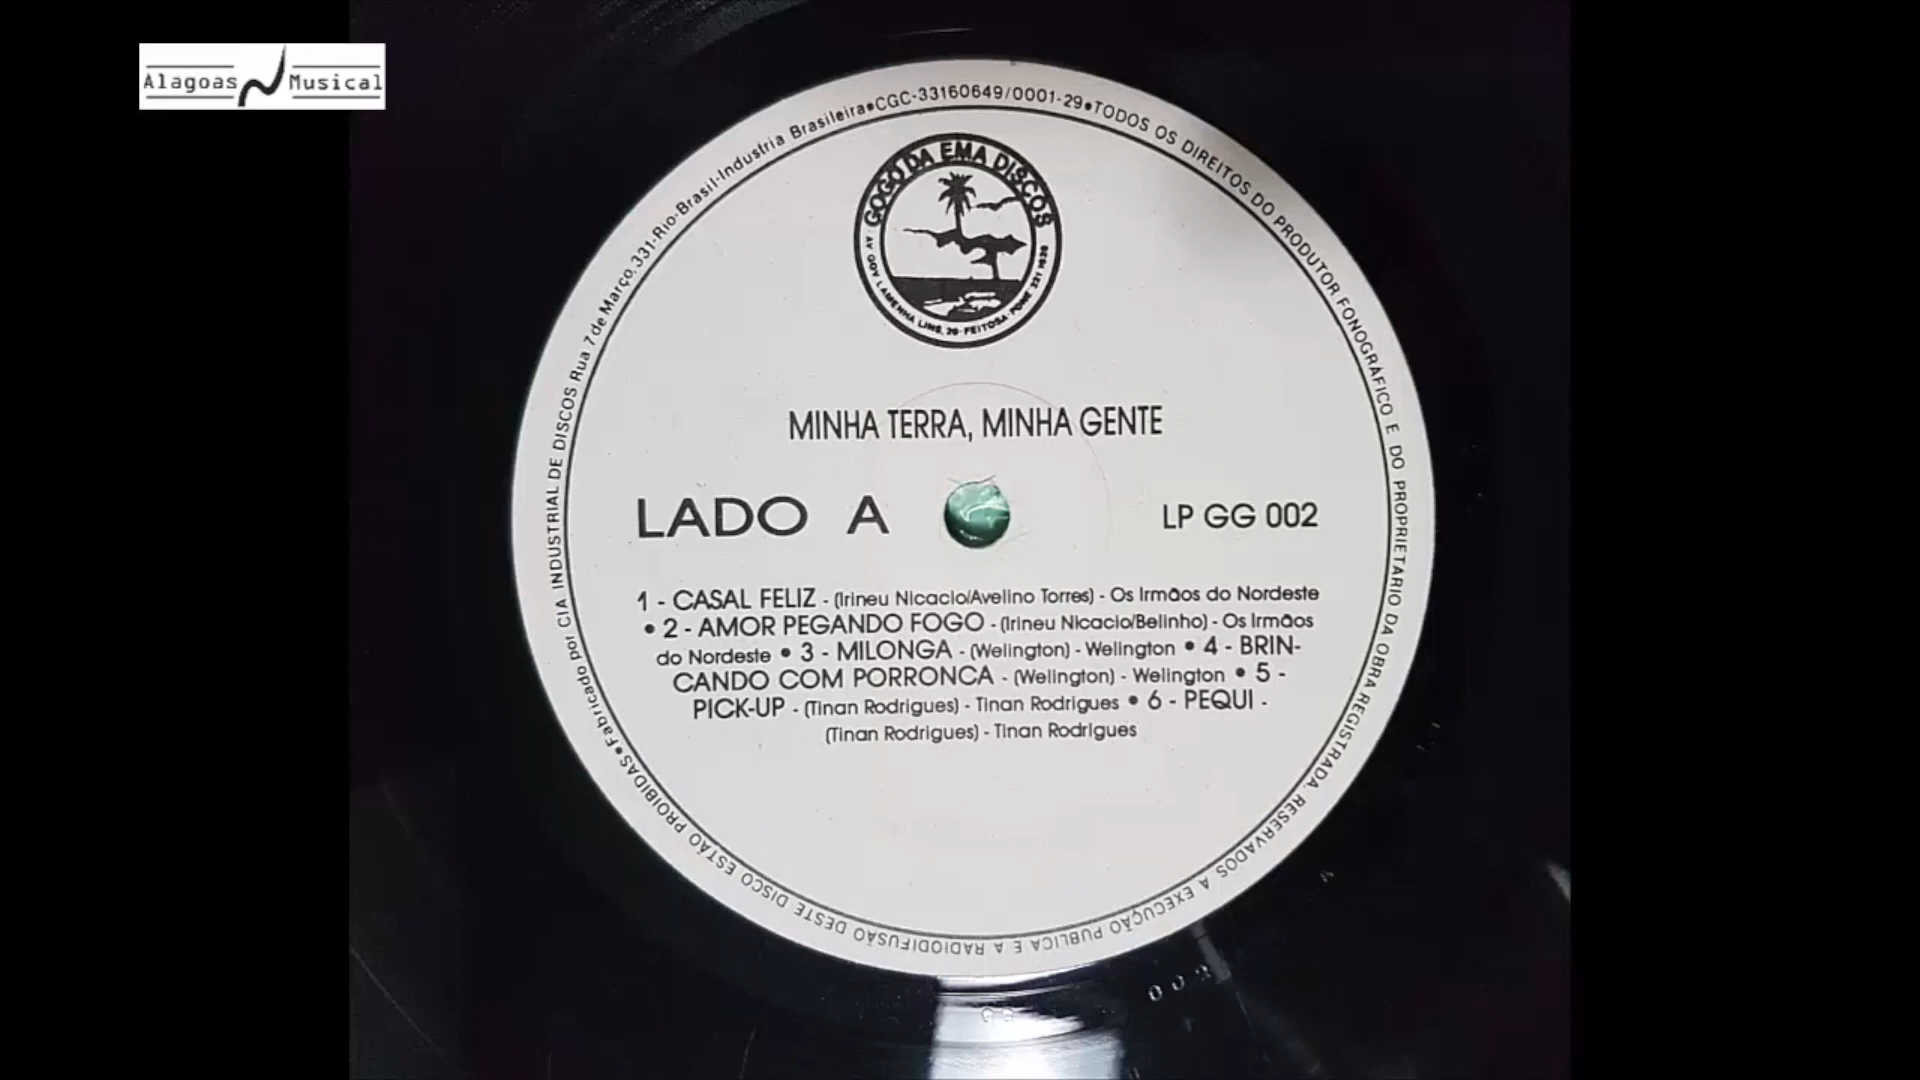 Alagoas Musical
Fabricado por CIA INDUSTRIAL DE DISCOS Rua 7 de Março, 331-Rio-Brasil-Industria Brasileira•CGC-33160649/0001-29•TODOS OS DIREITOS DO PRODUTOR FONOGRÁFICO E DO PROPRIETARIO DA OBRA REGISTRADA, RESERVADOS A EXECUÇÃO PUBLICA E A RADIODIFUSÃO DESTE DISCO ESTÃO PROIBIDAS•
GOGÓ DA EMA DISCOS
AV GOV LAMENHA LINS, 26-FEITOSA-FONE 221 1636
MINHA TERRA, MINHA GENTE
LADO A
LP GG 002
1 - CASAL FELIZ - (Irineu Nicacio/Avelino Torres) - Os Irmãos do Nordeste
• 2 - AMOR PEGANDO FOGO - (Irineu Nicacio/Belinho) - Os Irmãos
do Nordeste • 3 - MILONGA - (Welington) - Welington • 4 - BRIN-
CANDO COM PORRONCA - (Welington) - Welington • 5 -
PICK-UP - (Tinan Rodrigues) - Tinan Rodrigues • 6 - PEQUI -
(Tinan Rodrigues) - Tinan Rodrigues